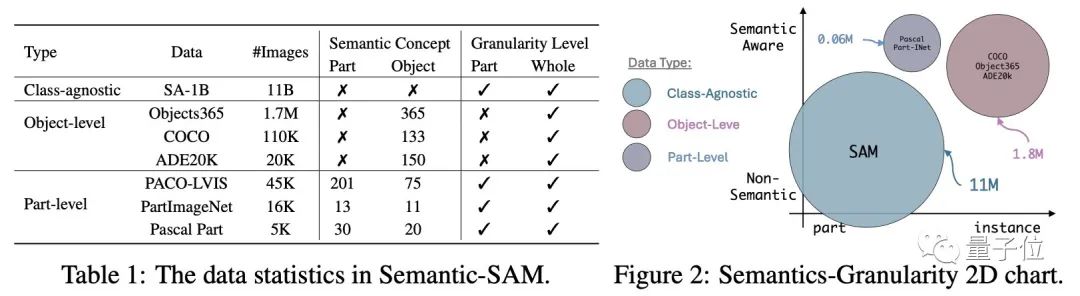 Type Data #Images Semantic Concept Granularity Level
Part Object Part Whole
Class-agnostic SA-1B 11B ✗ ✗ ✓ ✓
Object-level Objects365 1.7M ✗ 365 ✗ ✓
COCO 110K ✗ 133 ✗ ✓
ADE20K 20K ✗ 150 ✗ ✓
Part-level PACO-LVIS 45K 201 75 ✓ ✓
PartImageNet 16K 13 11 ✓ ✓
Pascal Part 5K 30 20 ✓ ✓
Table 1: The data statistics in Semantic-SAM.
Data Type:
Class-Agnostic
Object-Leve
Part-Level
Semantic
Aware
0.06M
Pascal
Part-INet
COCO
Object365
ADE20k
1.8M
SAM
11M
Non-
Semantic
part
instance
量子位
Figure 2: Semantics-Granularity 2D chart.